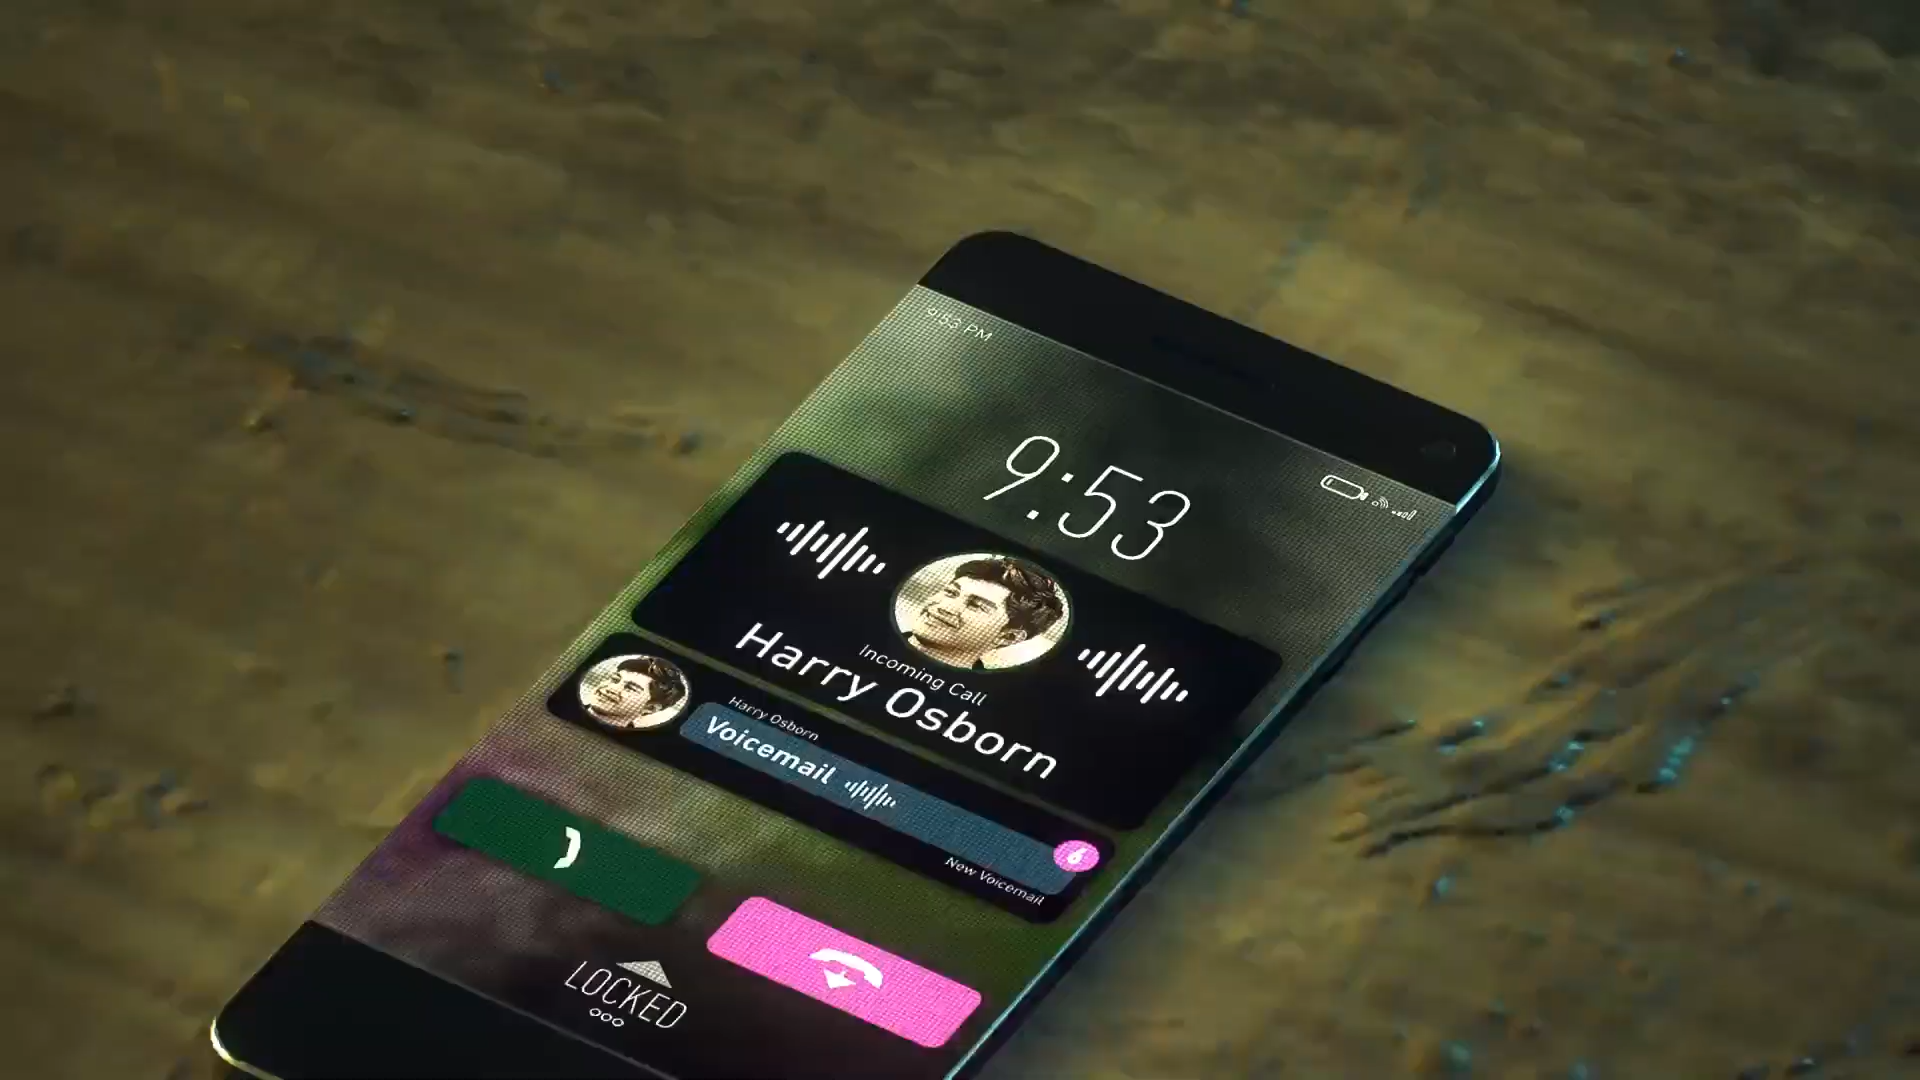 9:53 PM
9:53
Incoming Call
Harry Osborn
Harry Osborn
Voicemail
6
New Voicemail
LOCKED